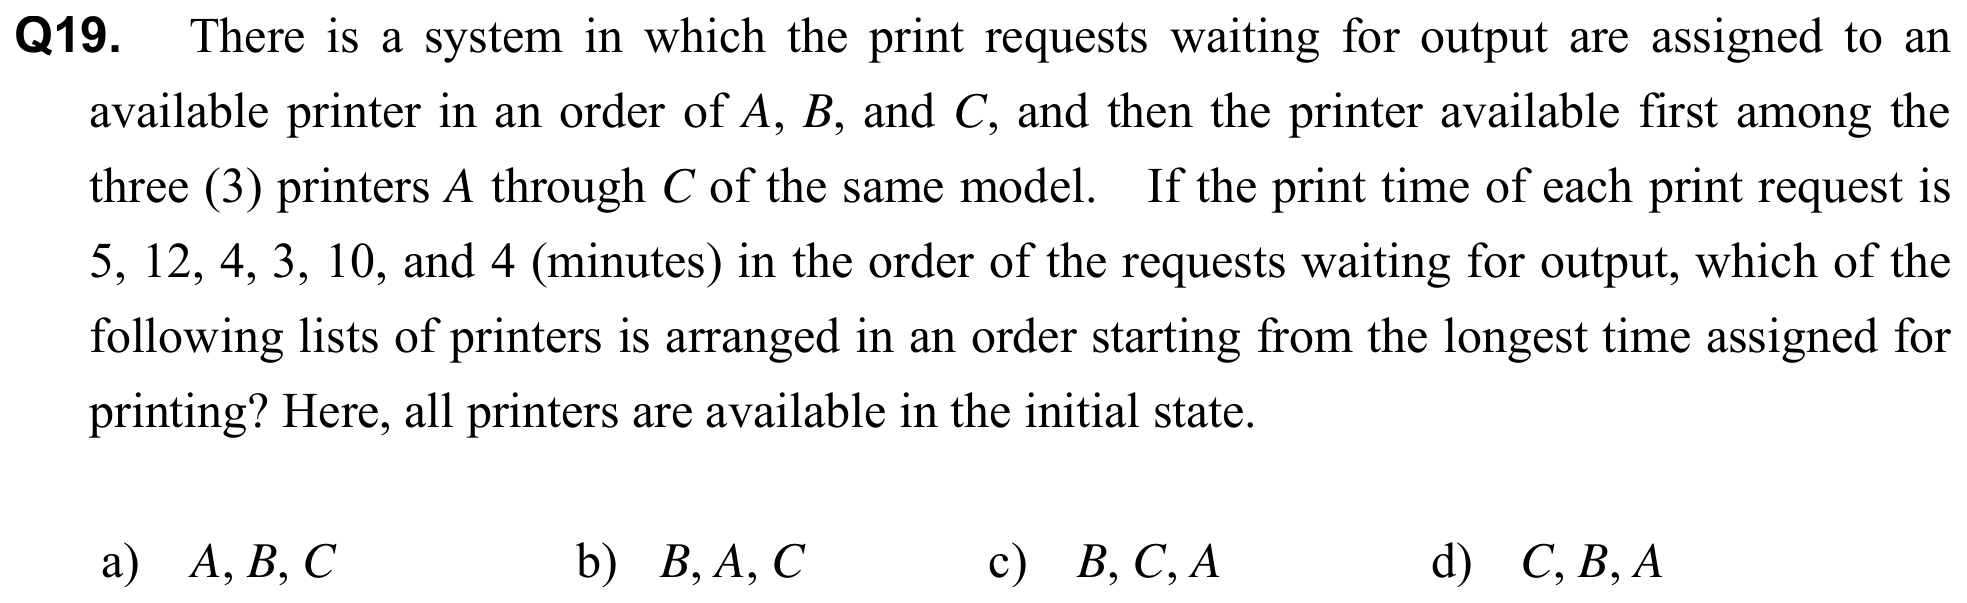 Q19. There is a system in which the print requests waiting for output are assigned to an
available printer in an order of A, B, and C, and then the printer available first among the
three (3) printers A through C of the same model. If the print time of each print request is
5, 12, 4, 3, 10, and 4 (minutes) in the order of the requests waiting for output, which of the
following lists of printers is arranged in an order starting from the longest time assigned for
printing? Here, all printers are available in the initial state.
a) A, B, C b) B, A, C c) B, C, A d) C, B, A